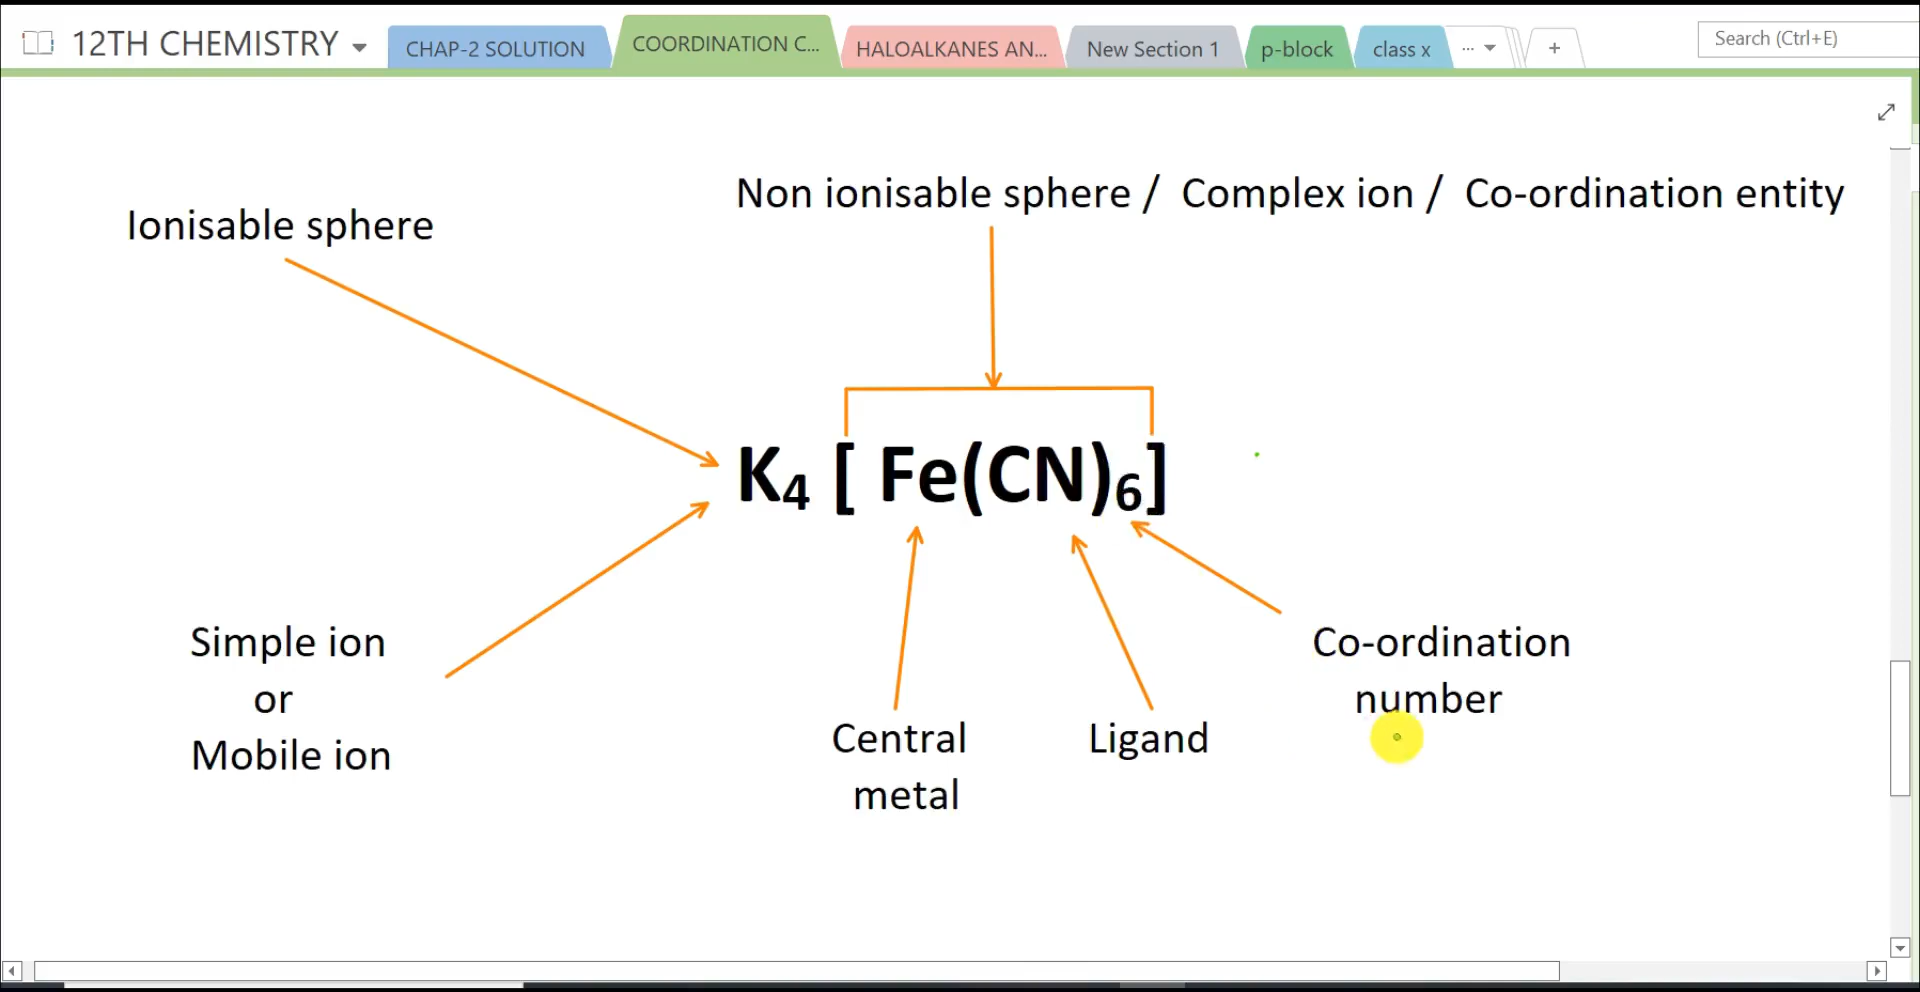 12TH CHEMISTRY
CHAP-2 SOLUTION
COORDINATION C...
HALOALKANES AN...
New Section 1
p-block
class x
...
+
Search (Ctrl+E)
Non ionisable sphere / Complex ion / Co-ordination entity
Ionisable sphere
K₄ [ Fe(CN)₆]
Simple ion
or
Mobile ion
Central
metal
Ligand
Co-ordination
number